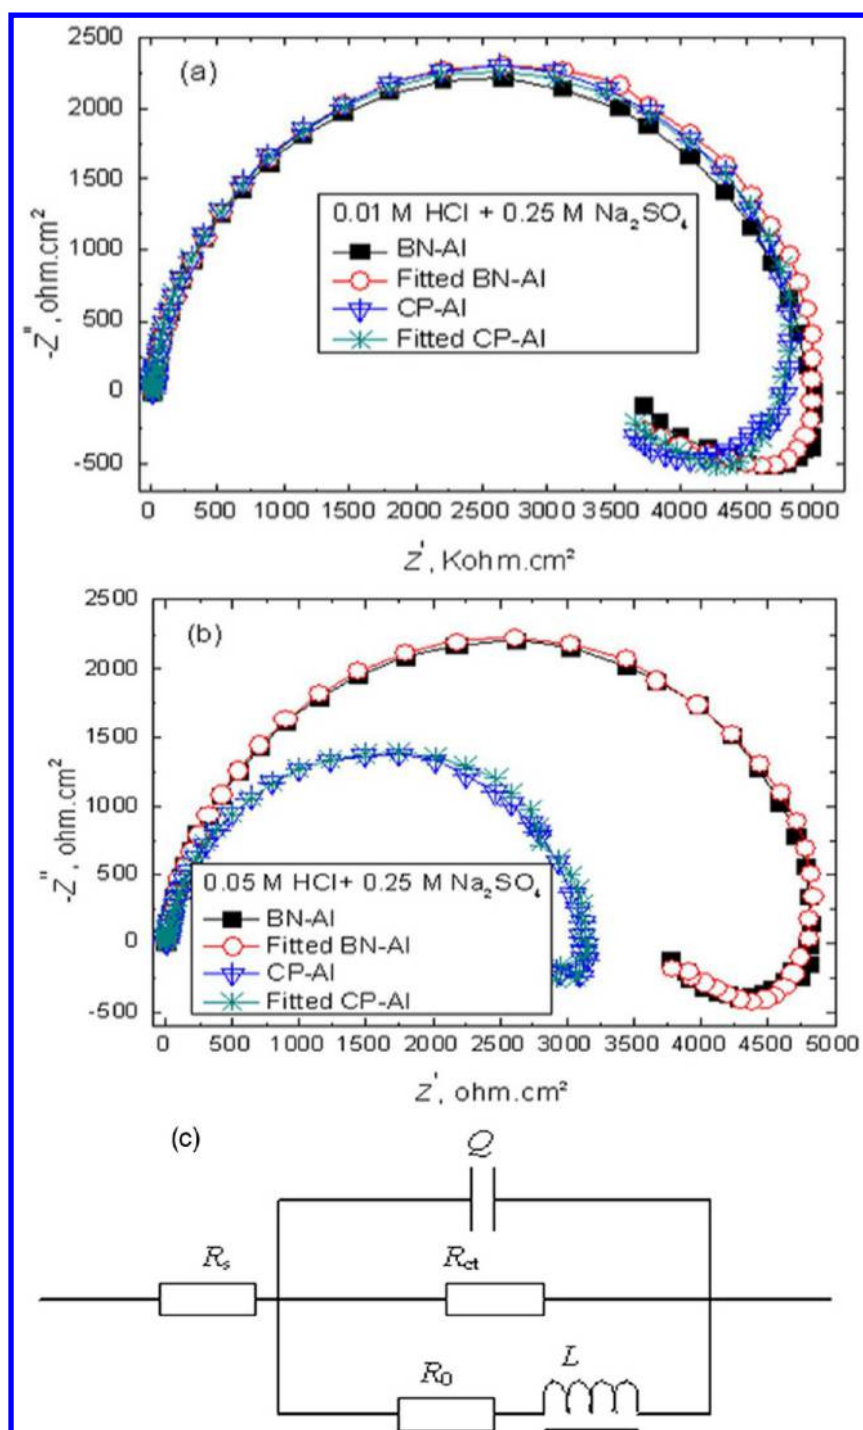 2500
(a)
2000
1500
0.01 M HCl + 0.25 M Na₂SO₄
1000
BN-Al
Fitted BN-Al
500
CP-Al
Fitted CP-Al
0
-500
-Z'', ohm.cm²
0 500 1000 1500 2000 2500 3000 3500 4000 4500 5000
Z', Kohm.cm²
2500
(b)
2000
1500
1000
500
0.05 M HCl+ 0.25 M Na₂SO₄
BN-Al
0
Fitted BN-Al
CP-Al
-500
Fitted CP-Al
-Z'', ohm.cm²
0 500 1000 1500 2000 2500 3000 3500 4000 4500 5000
Z', ohm.cm²
(c)
Q
Rs
Rct
R0
L